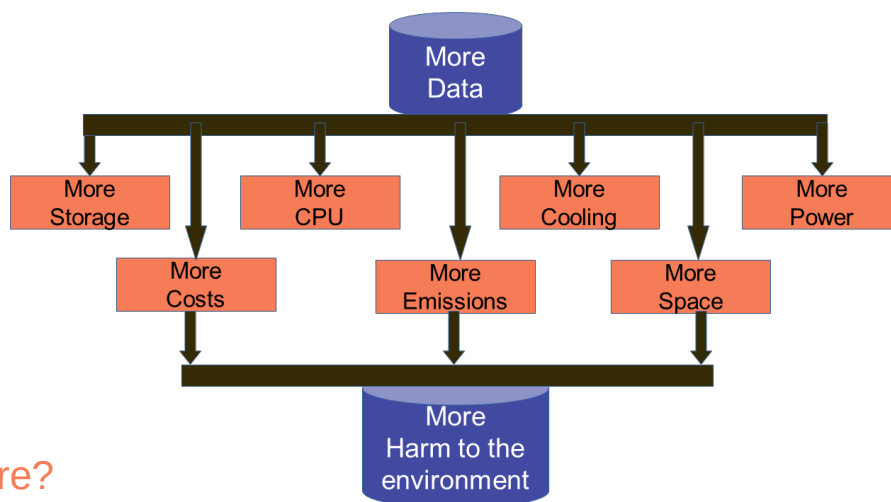 More
Data
More
Storage
More
CPU
More
Cooling
More
Power
More
Costs
More
Emissions
More
Space
More
Harm to the
environment
re?